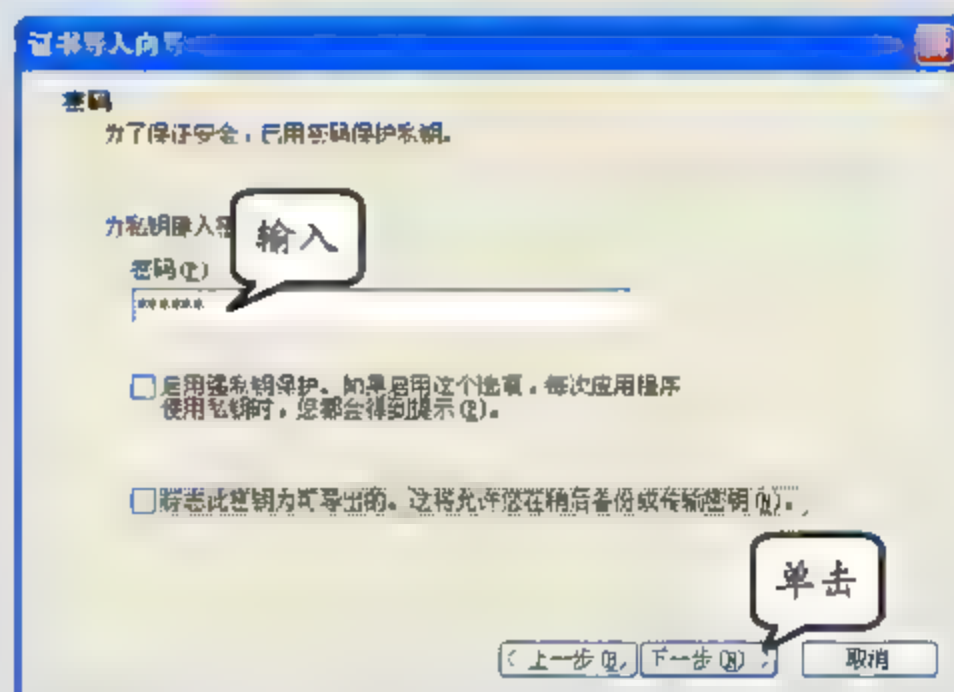 证书导入向导
密码
为了保证安全，已用密码保护私钥。
为私钥键入密
输入
密码(P)
******
启用强私钥保护。如果启用这个选项，每次应用程序
使用私钥时，您都会得到提示(E)。
标志此密钥为可导出的。这将允许您在稍后备份或传输密钥(M)。
单击
< 上一步(B)
下一步(N) >
取消